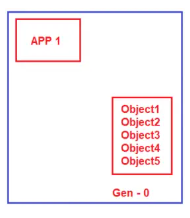 APP 1
Object1
Object2
Object3
Object4
Object5
Gen - 0